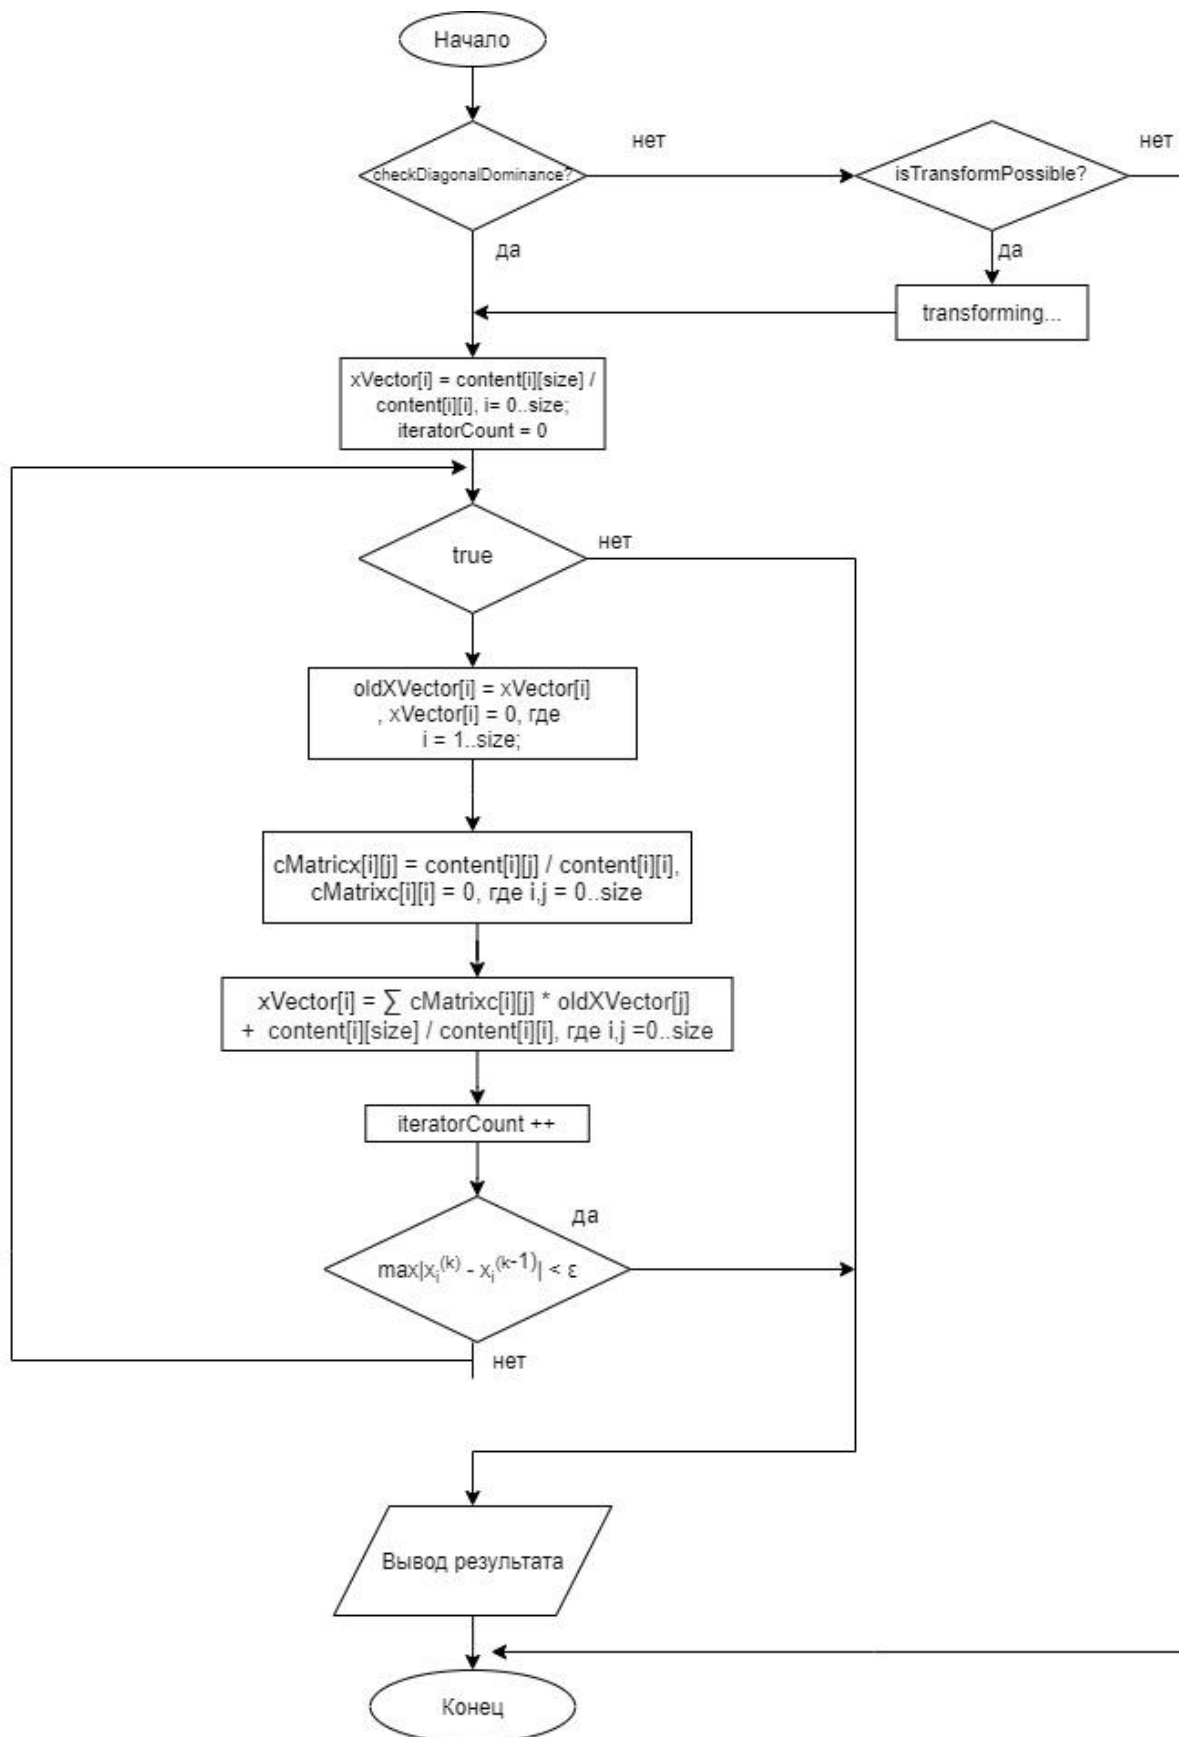 Начало
checkDiagonalDominance?
нет
isTransformPossible?
нет
да
да
transforming...
xVector[i] = content[i][size] /
content[i][i], i= 0..size;
iteratorCount = 0
true
нет
oldXVector[i] = xVector[i]
, xVector[i] = 0, где
i = 1..size;
cMatricx[i][j] = content[i][j] / content[i][i],
cMatrixc[i][i] = 0, где i,j = 0..size
xVector[i] = ∑ cMatrixc[i][j] * oldXVector[j]
+ content[i][size] / content[i][i], где i,j =0..size
iteratorCount ++
да
max|xᵢ⁽ᵏ⁾ - xᵢ⁽ᵏ⁻¹⁾| < ε
нет
Вывод результата
Конец